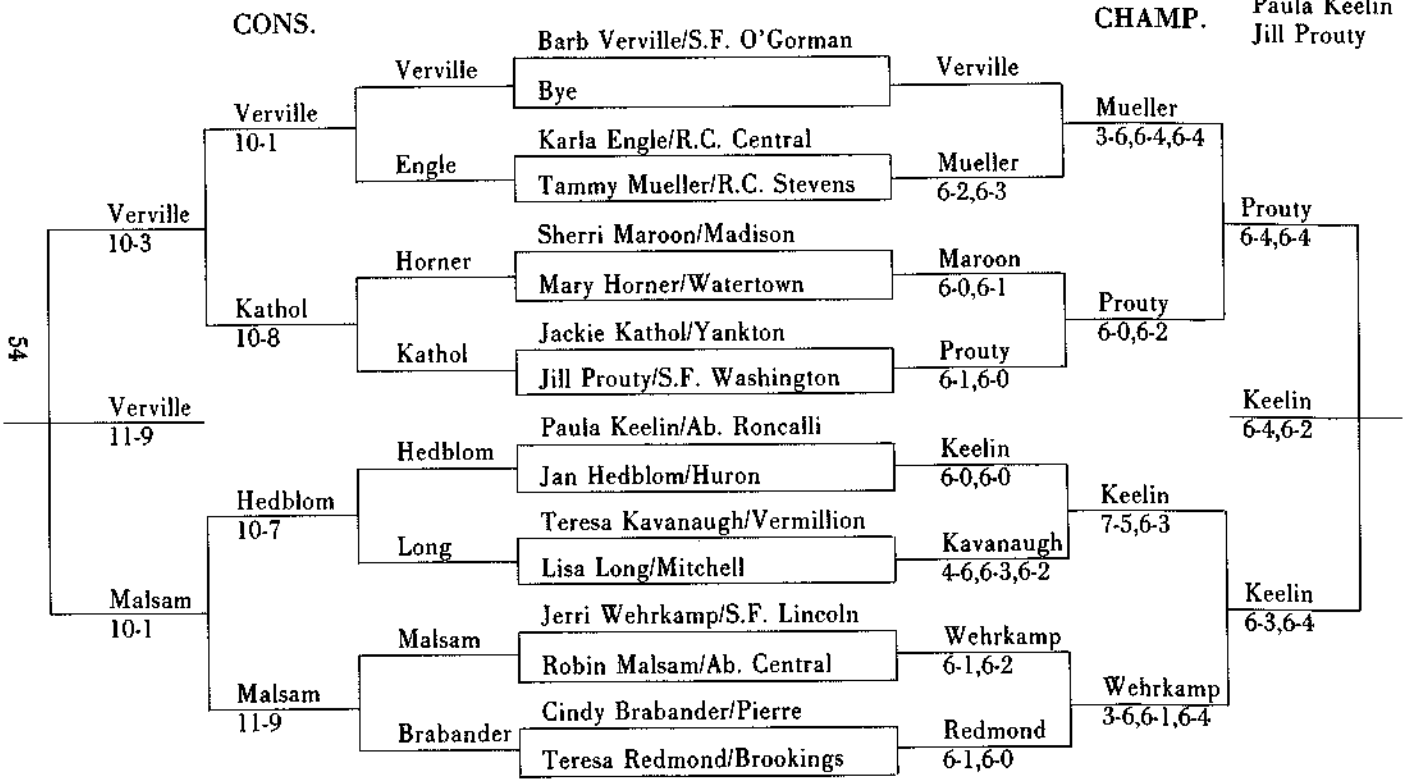 CONS.
CHAMP.
Paula Keelin
Jill Prouty
Barb Verville/S.F. O'Gorman
Verville
Verville
Bye
Verville
10-1
Mueller
3-6,6-4,6-4
Karla Engle/R.C. Central
Engle
Mueller
6-2,6-3
Tammy Mueller/R.C. Stevens
Verville
10-3
Prouty
6-4,6-4
Sherri Maroon/Madison
Horner
Maroon
6-0,6-1
Mary Horner/Watertown
Kathol
10-8
Prouty
6-0,6-2
Jackie Kathol/Yankton
Kathol
Prouty
6-1,6-0
Jill Prouty/S.F. Washington
54
Verville
11-9
Keelin
6-4,6-2
Paula Keelin/Ab. Roncalli
Hedblom
Keelin
6-0,6-0
Jan Hedblom/Huron
Hedblom
10-7
Keelin
7-5,6-3
Teresa Kavanaugh/Vermillion
Long
Kavanaugh
4-6,6-3,6-2
Lisa Long/Mitchell
Malsam
10-1
Keelin
6-3,6-4
Jerri Wehrkamp/S.F. Lincoln
Malsam
Wehrkamp
6-1,6-2
Robin Malsam/Ab. Central
Malsam
11-9
Wehrkamp
3-6,6-1,6-4
Cindy Brabander/Pierre
Brabander
Redmond
6-1,6-0
Teresa Redmond/Brookings